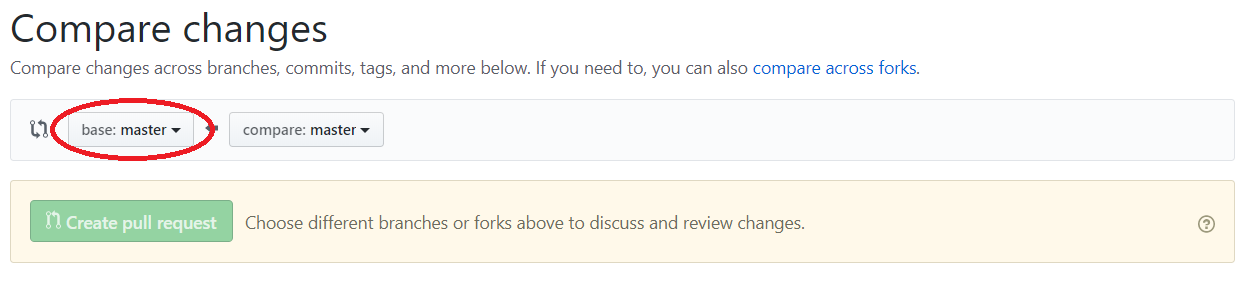 Compare changes
Compare changes across branches, commits, tags, and more below. If you need to, you can also compare across forks.
base: master compare: master
Create pull request Choose different branches or forks above to discuss and review changes.